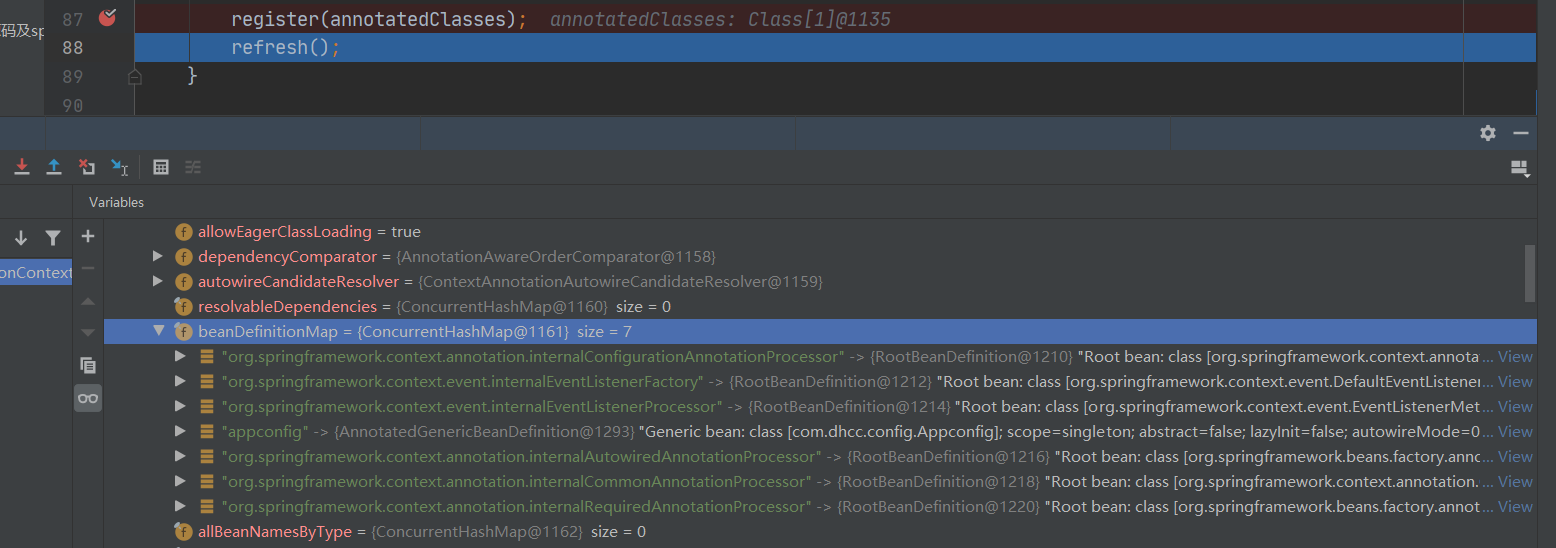 87 register(annotatedClasses); annotatedClasses: Class[1]@1135
码及sp
88 refresh();
89 }
90
Variables
allowEagerClassLoading = true
dependencyComparator = {AnnotationAwareOrderComparator@1158}
onContext
autowireCandidateResolver = {ContextAnnotationAutowireCandidateResolver@1159}
resolvableDependencies = {ConcurrentHashMap@1160} size = 0
beanDefinitionMap = {ConcurrentHashMap@1161} size = 7
"org.springframework.context.annotation.internalConfigurationAnnotationProcessor" -> {RootBeanDefinition@1210} "Root bean: class [org.springframework.context.annota... View
"org.springframework.context.event.internalEventListenerFactory" -> {RootBeanDefinition@1212} "Root bean: class [org.springframework.context.event.DefaultEventListener... View
"org.springframework.context.event.internalEventListenerProcessor" -> {RootBeanDefinition@1214} "Root bean: class [org.springframework.context.event.EventListenerMet... View
"appconfig" -> {AnnotatedGenericBeanDefinition@1293} "Generic bean: class [com.dhcc.config.Appconfig]; scope=singleton; abstract=false; lazyInit=false; autowireMode=0... View
"org.springframework.context.annotation.internalAutowiredAnnotationProcessor" -> {RootBeanDefinition@1216} "Root bean: class [org.springframework.beans.factory.annc... View
"org.springframework.context.annotation.internalCommonAnnotationProcessor" -> {RootBeanDefinition@1218} "Root bean: class [org.springframework.context.annotation.... View
"org.springframework.context.annotation.internalRequiredAnnotationProcessor" -> {RootBeanDefinition@1220} "Root bean: class [org.springframework.beans.factory.annot... View
allBeanNamesByType = {ConcurrentHashMap@1162} size = 0